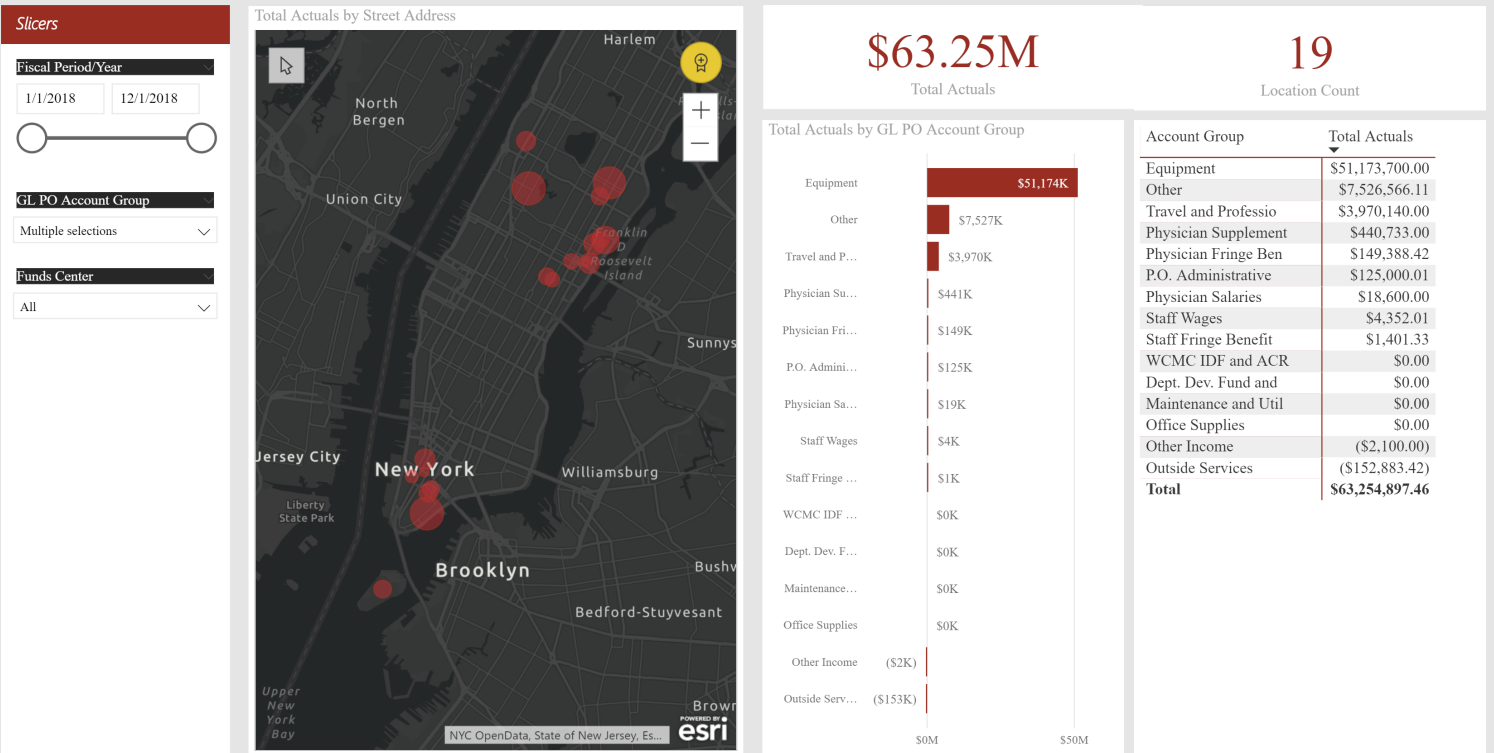 Slicers
Fiscal Period/Year
1/1/2018
12/1/2018
GL PO Account Group
Multiple selections
Funds Center
All
Total Actuals by Street Address
Harlem
North
Bergen
Union City
Franklin
D
Roosevelt
Island
Sunnys
Jersey City
New York
Williamsburg
Liberty
State Park
Brooklyn
Bushw
Bedford-Stuyvesant
Upper
New
York
Bay
Brown
POWERED BY
esri
NYC OpenData, State of New Jersey, Es...
$63.25M
Total Actuals
19
Location Count
Total Actuals by GL PO Account Group
Equipment $51,174K
Other $7,527K
Travel and P… $3,970K
Physician Su… $441K
Physician Fri… $149K
P.O. Admini… $125K
Physician Sa… $19K
Staff Wages $4K
Staff Fringe … $1K
WCMC IDF … $0K
Dept. Dev. F… $0K
Maintenance… $0K
Office Supplies $0K
Other Income ($2K)
Outside Serv… ($153K)
$0M $50M
Account Group Total Actuals
Equipment $51,173,700.00
Other $7,526,566.11
Travel and Professio $3,970,140.00
Physician Supplement $440,733.00
Physician Fringe Ben $149,388.42
P.O. Administrative $125,000.01
Physician Salaries $18,600.00
Staff Wages $4,352.01
Staff Fringe Benefit $1,401.33
WCMC IDF and ACR $0.00
Dept. Dev. Fund and $0.00
Maintenance and Util $0.00
Office Supplies $0.00
Other Income ($2,100.00)
Outside Services ($152,883.42)
Total $63,254,897.46